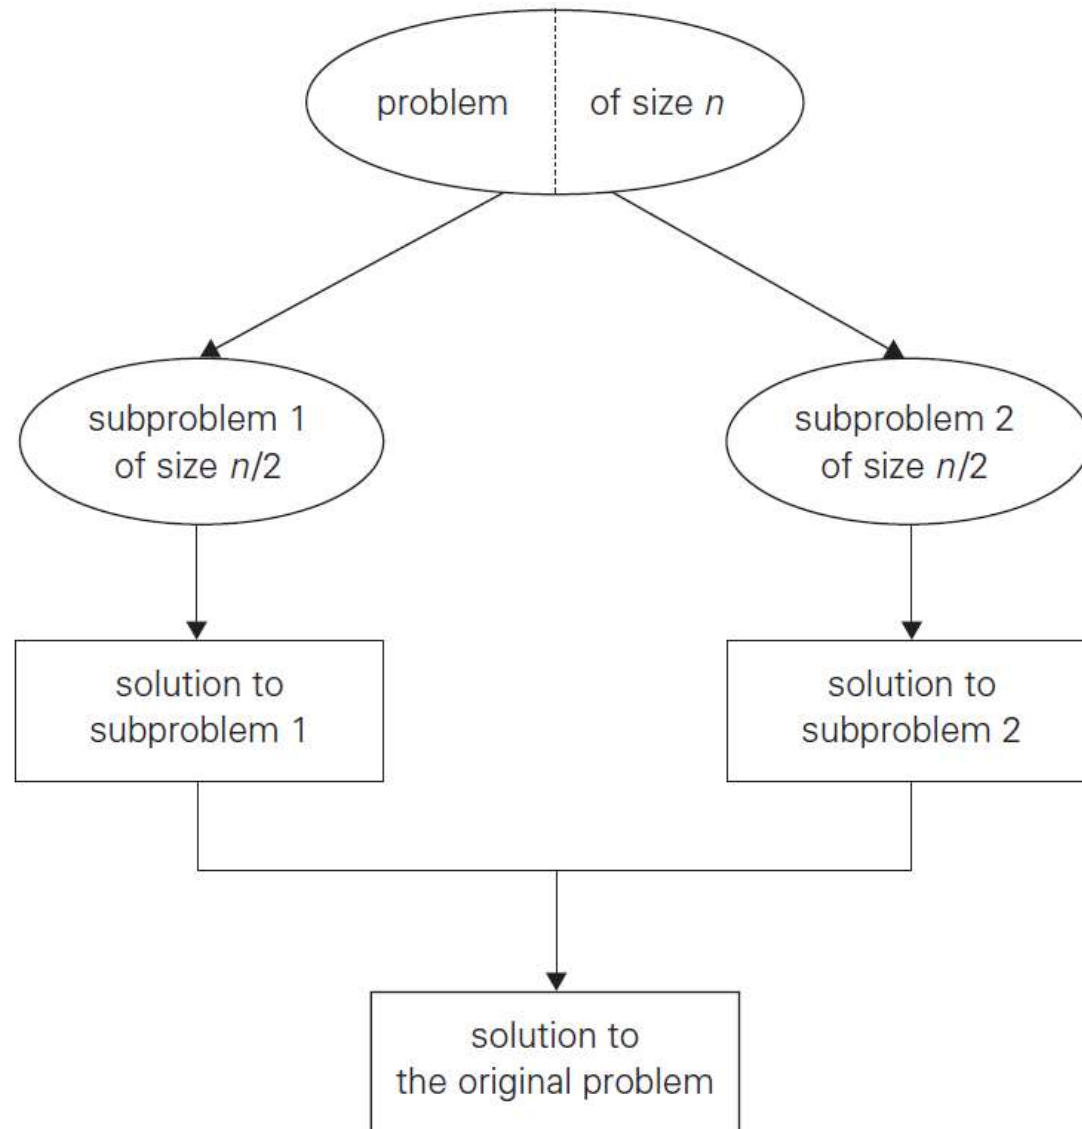 problem of size n
subproblem 1
of size n/2
subproblem 2
of size n/2
solution to
subproblem 1
solution to
subproblem 2
solution to
the original problem